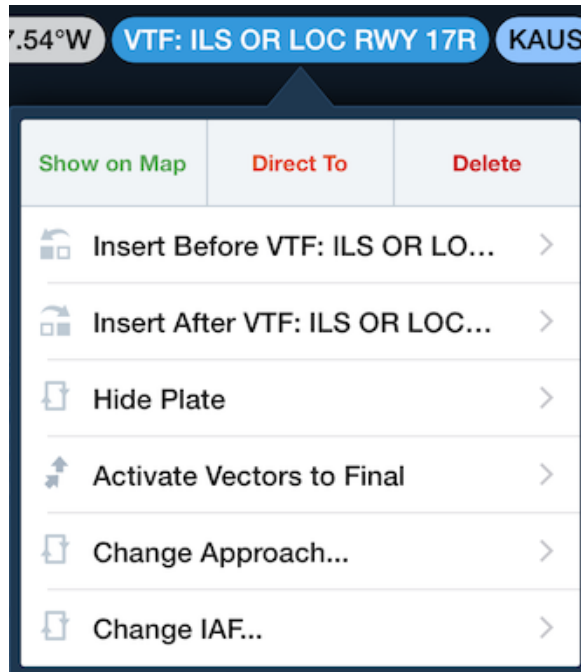 7.54°W VTF: ILS OR LOC RWY 17R KAUS
Show on Map Direct To Delete
Insert Before VTF: ILS OR LO...
Insert After VTF: ILS OR LOC...
Hide Plate
Activate Vectors to Final
Change Approach...
Change IAF...